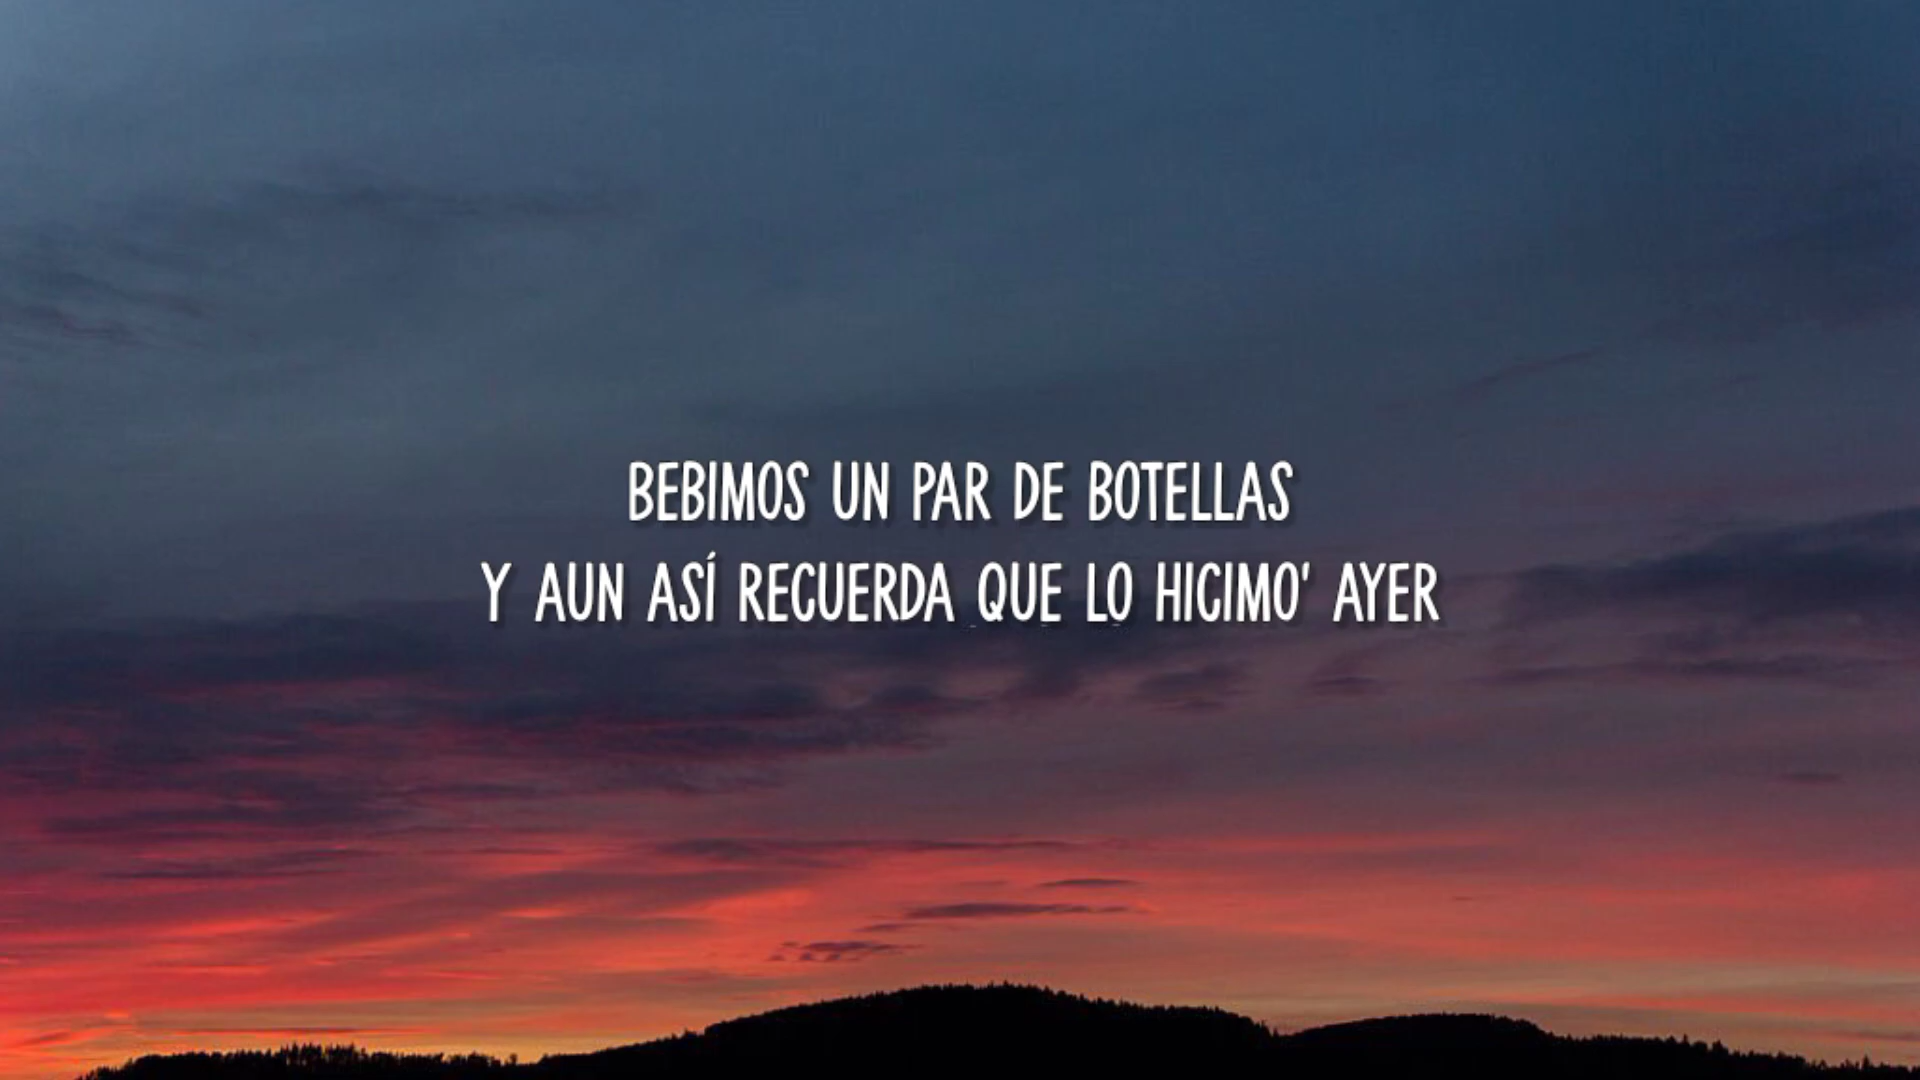 BEBIMOS UN PAR DE BOTELLAS
Y AUN ASÍ RECUERDA QUE LO HICIMO' AYER